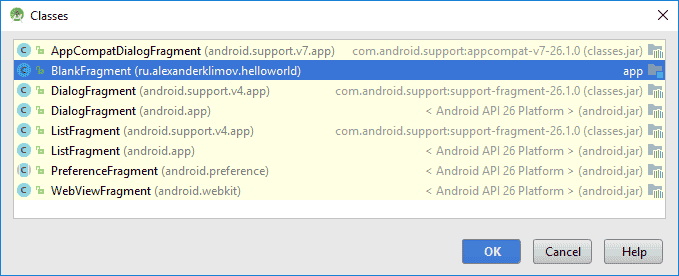 Classes
AppCompatDialogFragment (android.support.v7.app) com.android.support:appcompat-v7-26.1.0 (classes.jar)
BlankFragment (ru.alexanderklimov.helloworld) app
DialogFragment (android.support.v4.app) com.android.support:support-fragment-26.1.0 (classes.jar)
DialogFragment (android.app) < Android API 26 Platform > (android.jar)
ListFragment (android.support.v4.app) com.android.support:support-fragment-26.1.0 (classes.jar)
ListFragment (android.app) < Android API 26 Platform > (android.jar)
PreferenceFragment (android.preference) < Android API 26 Platform > (android.jar)
WebViewFragment (android.webkit) < Android API 26 Platform > (android.jar)
OK Cancel Help